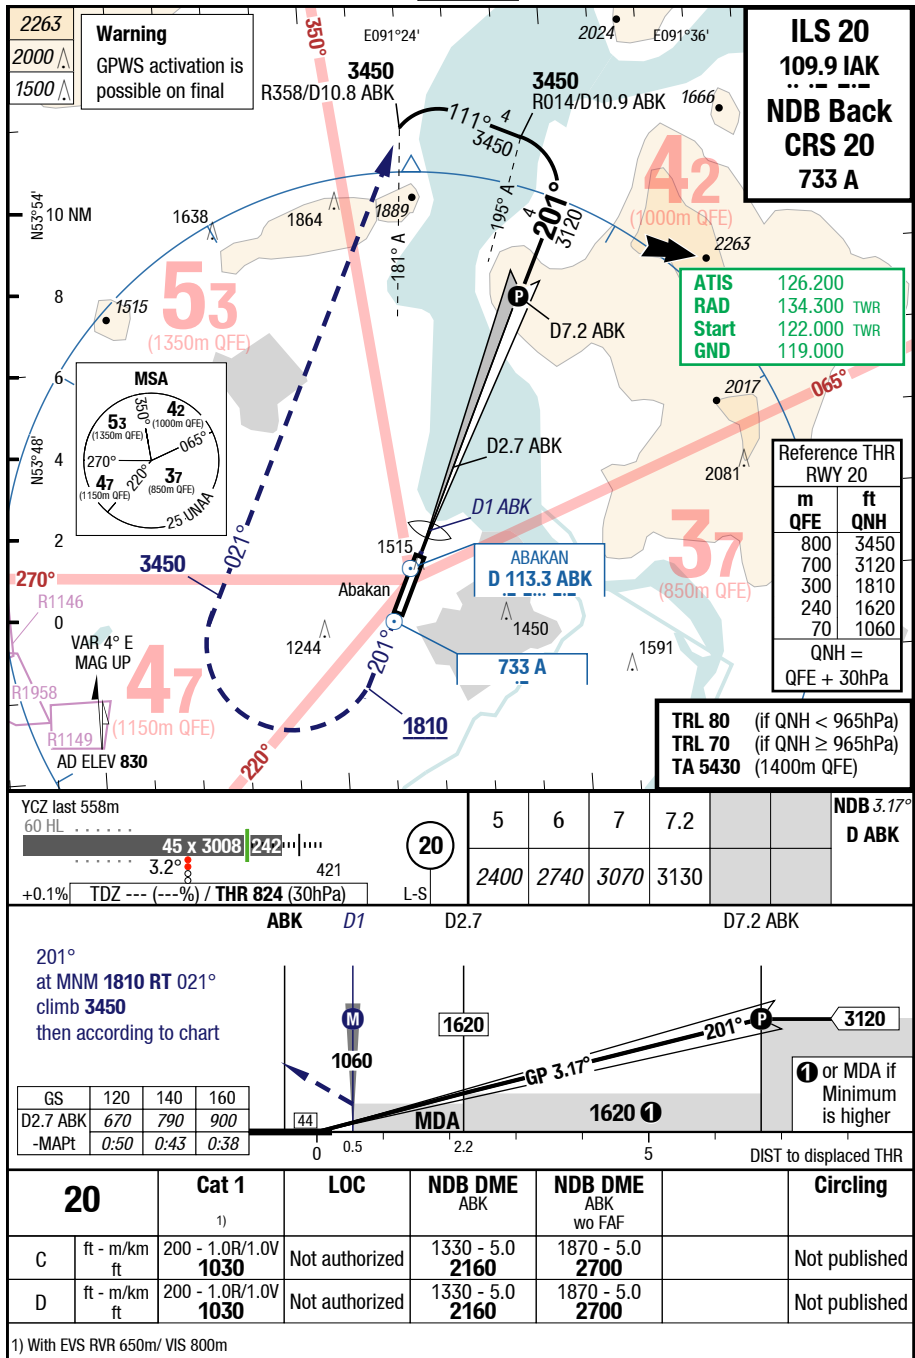 2263
2000
1500
Warning
GPWS activation is
possible on final
350°
E091°24'
2024
E091°36'
3450
R358/D10.8 ABK
3450
R014/D10.9 ABK
1666
ILS 20
109.9 IAK
NDB Back
CRS 20
733 A
111° 4
3450
201°
4
3120
195° A
181° A
42
(1000m QFE)
2263
N53°54'
10 NM
1638
1864
1889
53
(1350m QFE)
8
1515
P
D7.2 ABK
ATIS 126.200
RAD 134.300 TWR
Start 122.000 TWR
GND 119.000
6
MSA
53
(1350m QFE)
350°
42
(1000m QFE)
065°
270°
220°
47
(1150m QFE)
37
(850m QFE)
25 UNAA
2017
065°
N53°48'
4
D2.7 ABK
2081
Reference THR
RWY 20
m ft
QFE QNH
800 3450
700 3120
300 1810
240 1620
70 1060
QNH =
QFE + 30hPa
021°
D1 ABK
2
1515
3450
ABAKAN
D 113.3 ABK
37
(850m QFE)
270°
Abakan
R1146
0
1450
1244
201°
733 A
1591
VAR 4° E
MAG UP
47
(1150m QFE)
R1958
R1149
AD ELEV 830
220°
1810
TRL 80 (if QNH < 965hPa)
TRL 70 (if QNH ≥ 965hPa)
TA 5430 (1400m QFE)
YCZ last 558m
60 HL
45 x 3008 242
3.2°
421
+0.1% TDZ --- (---%) / THR 824 (30hPa)
20
L-S
5 6 7 7.2 NDB 3.17°
D ABK
2400 2740 3070 3130
ABK D1 D2.7 D7.2 ABK
201°
at MNM 1810 RT 021°
climb 3450
then according to chart
M
1060
1620
GP 3.17°
201°
P
3120
1 or MDA if
Minimum
is higher
1620 1
MDA
44
GS 120 140 160
D2.7 ABK 670 790 900
-MAPt 0:50 0:43 0:38
0 0.5 2.2 5 DIST to displaced THR
20 Cat 1 LOC NDB DME NDB DME Circling
ABK ABK
1) wo FAF
C ft - m/km 200 - 1.0R/1.0V Not authorized 1330 - 5.0 1870 - 5.0 Not published
ft 1030 2160 2700
D ft - m/km 200 - 1.0R/1.0V Not authorized 1330 - 5.0 1870 - 5.0 Not published
ft 1030 2160 2700
1) With EVS RVR 650m/ VIS 800m